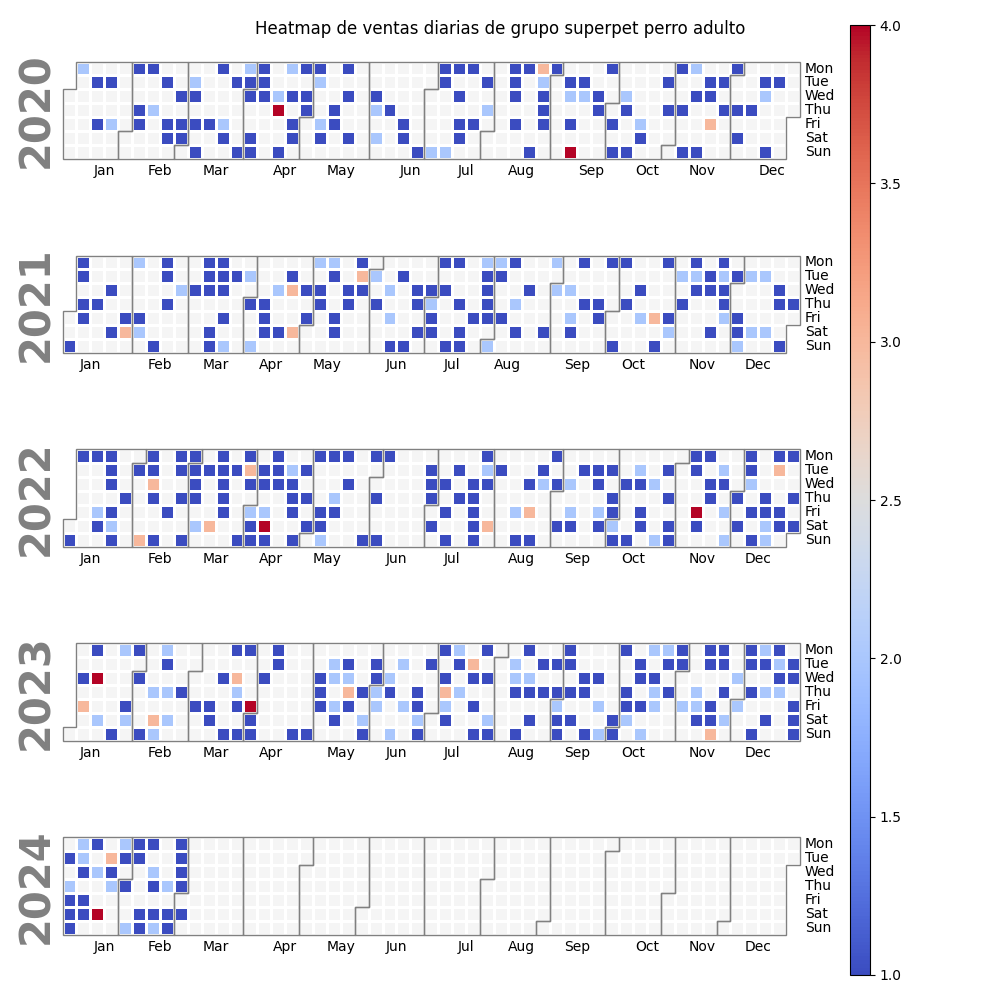 Heatmap de ventas diarias de grupo superpet perro adulto
2020
Mon
Tue
Wed
Thu
Fri
Sat
Sun
Jan Feb Mar Apr May Jun Jul Aug Sep Oct Nov Dec
2021
Mon
Tue
Wed
Thu
Fri
Sat
Sun
Jan Feb Mar Apr May Jun Jul Aug Sep Oct Nov Dec
2022
Mon
Tue
Wed
Thu
Fri
Sat
Sun
Jan Feb Mar Apr May Jun Jul Aug Sep Oct Nov Dec
2023
Mon
Tue
Wed
Thu
Fri
Sat
Sun
Jan Feb Mar Apr May Jun Jul Aug Sep Oct Nov Dec
2024
Mon
Tue
Wed
Thu
Fri
Sat
Sun
Jan Feb Mar Apr May Jun Jul Aug Sep Oct Nov Dec
4.0
3.5
3.0
2.5
2.0
1.5
1.0